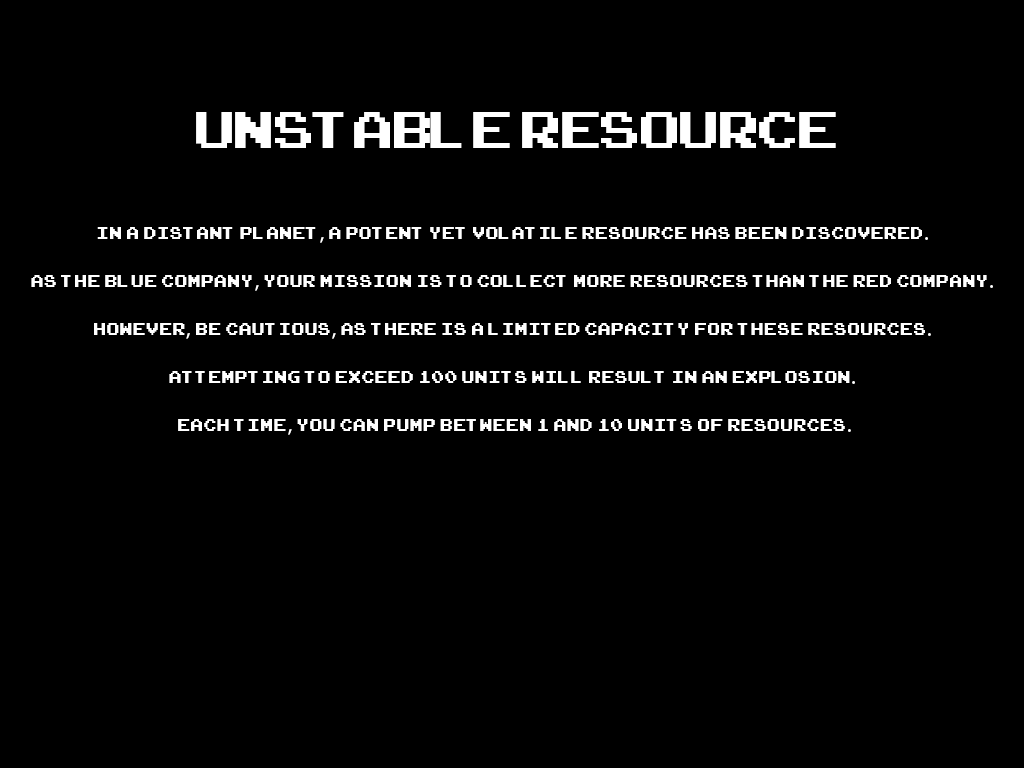 UNSTABLE RESOURCE
IN A DISTANT PLANET, A POTENT YET VOLATILE RESOURCE HAS BEEN DISCOVERED.
AS THE BLUE COMPANY, YOUR MISSION IS TO COLLECT MORE RESOURCES THAN THE RED COMPANY.
HOWEVER, BE CAUTIOUS, AS THERE IS A LIMITED CAPACITY FOR THESE RESOURCES.
ATTEMPTING TO EXCEED 100 UNITS WILL RESULT IN AN EXPLOSION.
EACH TIME, YOU CAN PUMP BETWEEN 1 AND 10 UNITS OF RESOURCES.